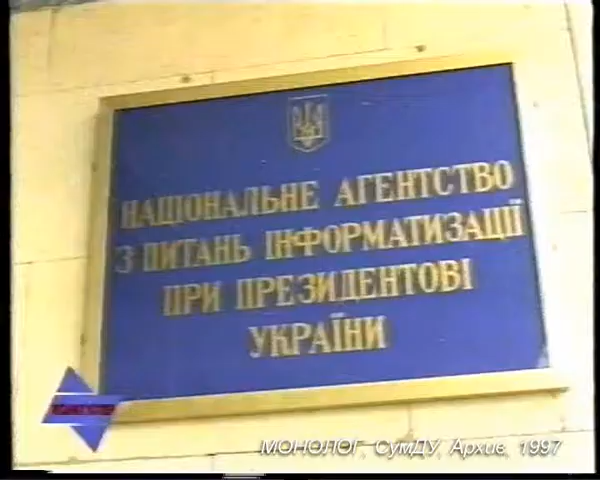 НАЦІОНАЛЬНЕ АГЕНТСТВО
З ПИТАНЬ ІНФОРМАТИЗАЦІЇ
ПРИ ПРЕЗИДЕНТОВІ
УКРАЇНИ
МОНОЛОГ, СумДУ, Архив, 1997